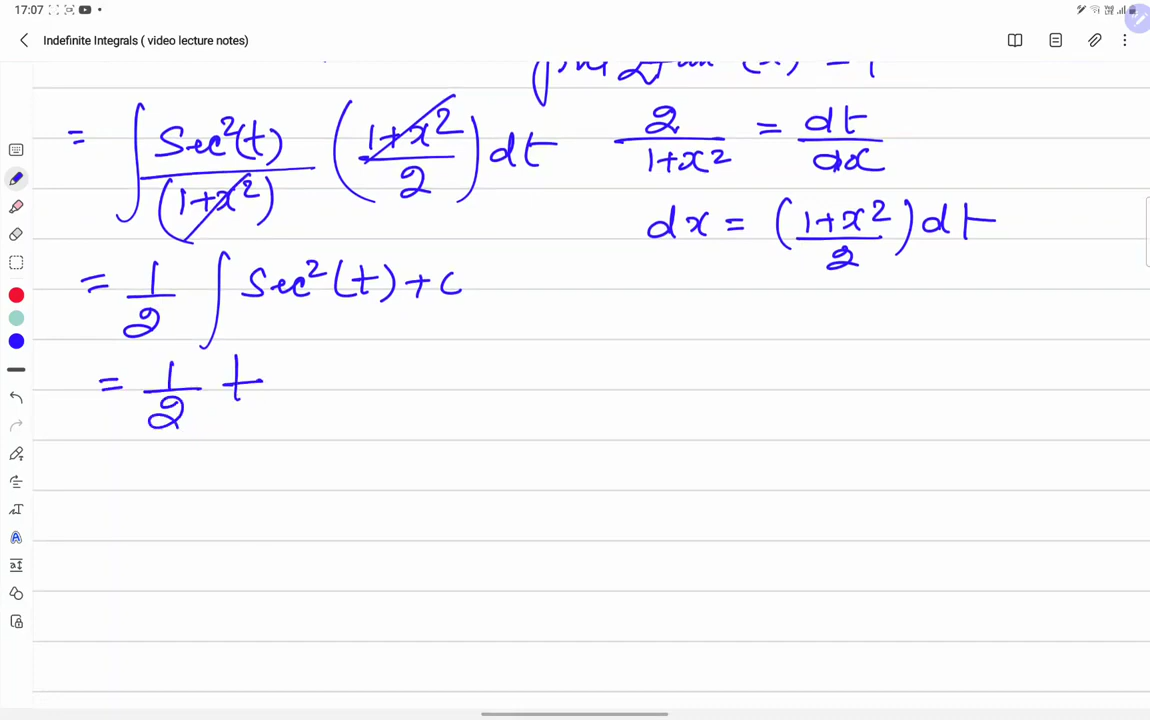 17:07
Indefinite Integrals ( video lecture notes)
= ∫ Sec²(t)/(1+x²) ((1+x²)/2) dt
2/(1+x²) = dt/dx
dx = ((1+x²)/2) dt
= 1/2 ∫ Sec²(t) + c
= 1/2 t